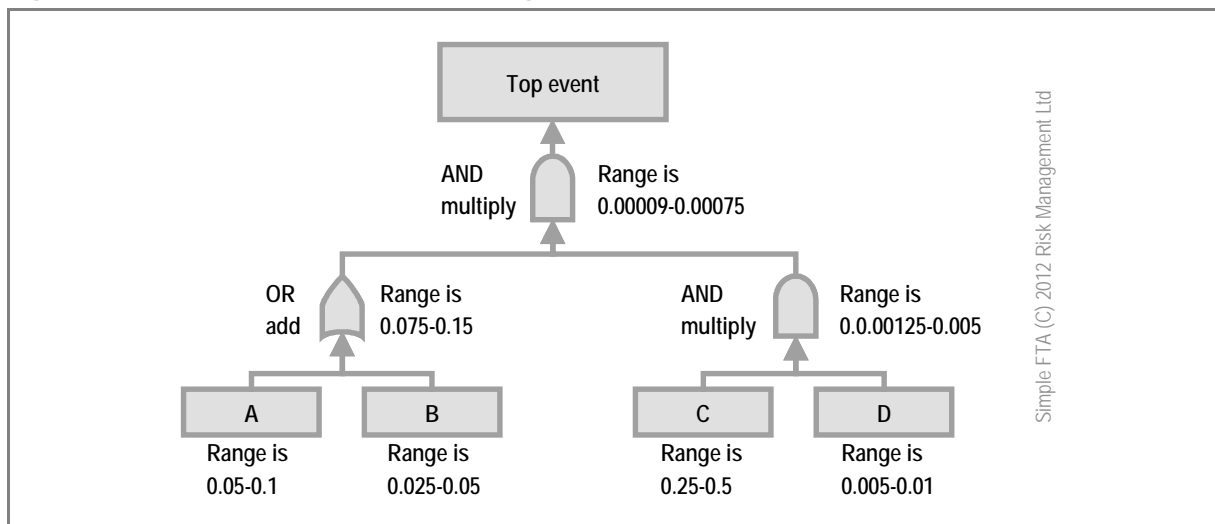 Top event
AND
multiply
Range is
0.00009-0.00075
OR
add
Range is
0.075-0.15
AND
multiply
Range is
0.0.00125-0.005
A
B
C
D
Range is
0.05-0.1
Range is
0.025-0.05
Range is
0.25-0.5
Range is
0.005-0.01
Simple FTA (C) 2012 Risk Management Ltd